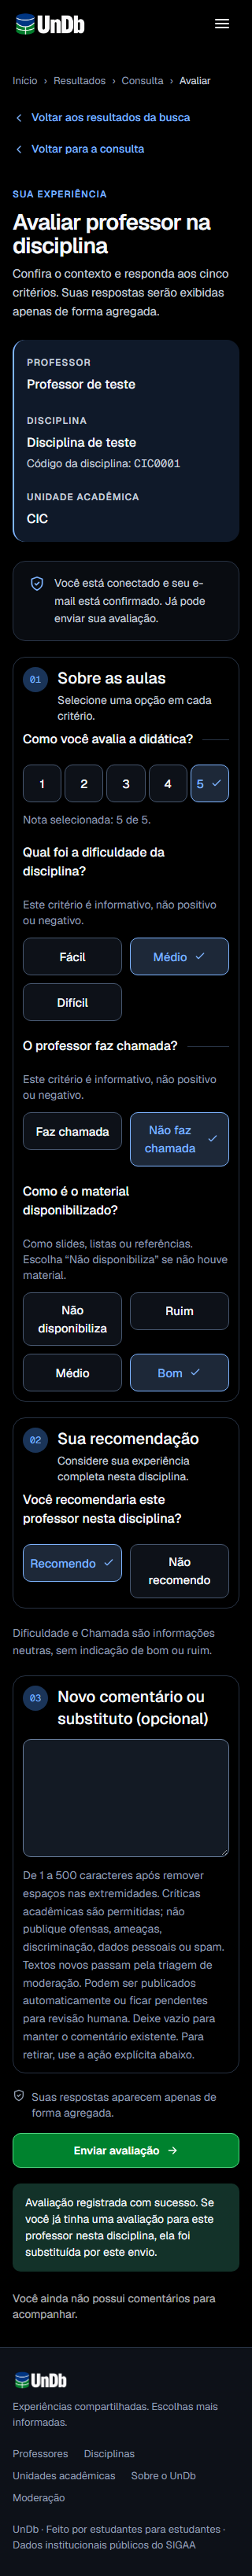 UnDb
Início › Resultados › Consulta › Avaliar
Voltar aos resultados da busca
Voltar para a consulta
SUA EXPERIÊNCIA
Avaliar professor na
disciplina
Confira o contexto e responda aos cinco
critérios. Suas respostas serão exibidas
apenas de forma agregada.
PROFESSOR
Professor de teste
DISCIPLINA
Disciplina de teste
Código da disciplina: CIC0001
UNIDADE ACADÊMICA
CIC
Você está conectado e seu e-
mail está confirmado. Já pode
enviar sua avaliação.
01 Sobre as aulas
Selecione uma opção em cada
critério.
Como você avalia a didática?
1 2 3 4 5
Nota selecionada: 5 de 5.
Qual foi a dificuldade da
disciplina?
Este critério é informativo, não positivo
ou negativo.
Fácil Médio
Difícil
O professor faz chamada?
Este critério é informativo, não positivo
ou negativo.
Faz chamada Não faz
chamada
Como é o material
disponibilizado?
Como slides, listas ou referências.
Escolha “Não disponibiliza” se não houve
material.
Não
disponibiliza Ruim
Médio Bom
02 Sua recomendação
Considere sua experiência
completa nesta disciplina.
Você recomendaria este
professor nesta disciplina?
Recomendo Não
recomendo
Dificuldade e Chamada são informações
neutras, sem indicação de bom ou ruim.
03 Novo comentário ou
substituto (opcional)
De 1 a 500 caracteres após remover
espaços nas extremidades. Críticas
acadêmicas são permitidas; não
publique ofensas, ameaças,
discriminação, dados pessoais ou spam.
Textos novos passam pela triagem de
moderação. Podem ser publicados
automaticamente ou ficar pendentes
para revisão humana. Deixe vazio para
manter o comentário existente. Para
retirar, use a ação explícita abaixo.
Suas respostas aparecem apenas de
forma agregada.
Enviar avaliação →
Avaliação registrada com sucesso. Se
você já tinha uma avaliação para este
professor nesta disciplina, ela foi
substituída por este envio.
Você ainda não possui comentários para
acompanhar.
UnDb
Experiências compartilhadas. Escolhas mais
informadas.
Professores Disciplinas
Unidades acadêmicas Sobre o UnDb
Moderação
UnDb · Feito por estudantes para estudantes ·
Dados institucionais públicos do SIGAA